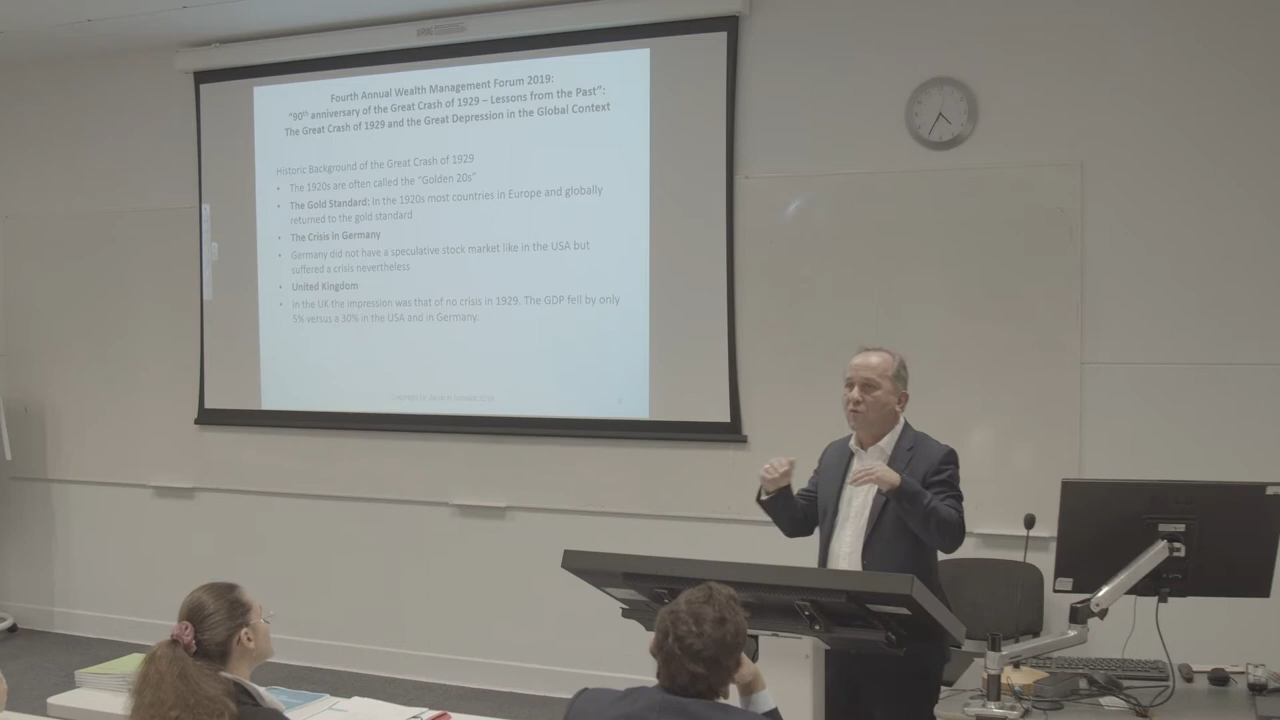 Fourth Annual Wealth Management Forum 2019:
"90th anniversary of the Great Crash of 1929 – Lessons from the Past":
The Great Crash of 1929 and the Great Depression in the Global Context
Historic Background of the Great Crash of 1929
• The 1920s are often called the "Golden 20s"
• The Gold Standard: In the 1920s most countries in Europe and globally
returned to the gold standard
• The Crisis in Germany
• Germany did not have a speculative stock market like in the USA but
suffered a crisis nevertheless
• United Kingdom
• in the UK the impression was that of no crisis in 1929. The GDP fell by only
5% versus a 30% in the USA and in Germany.